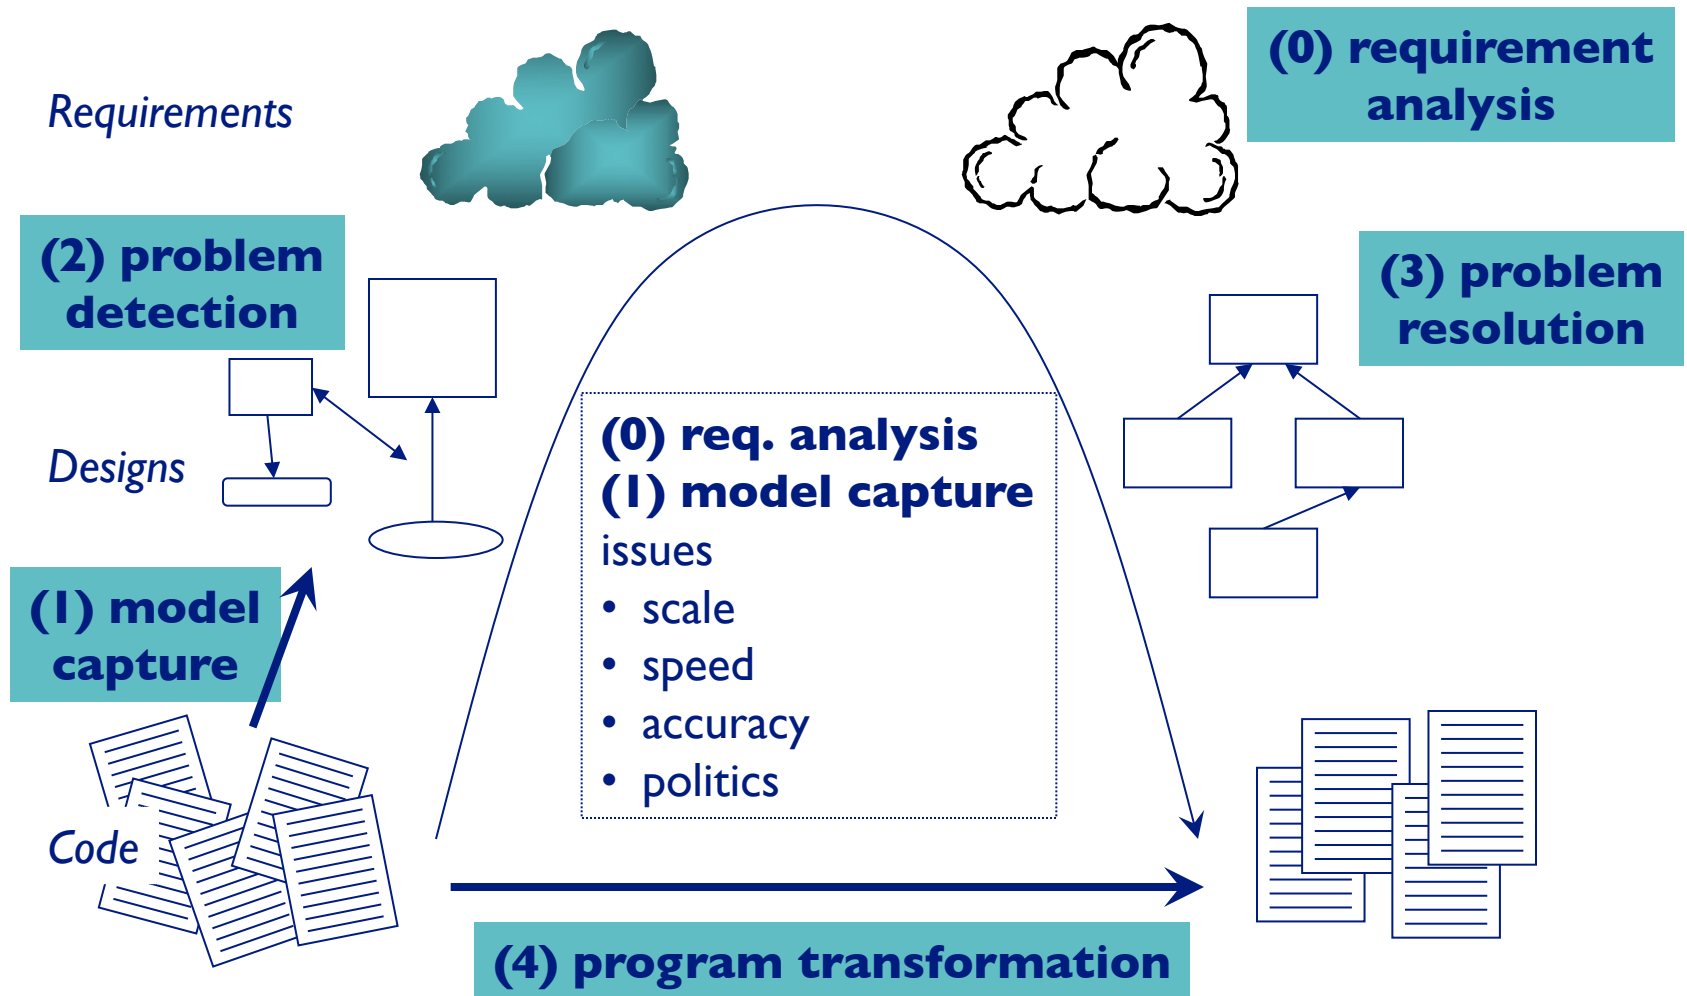 Requirements
(0) requirement
analysis
(2) problem
detection
(3) problem
resolution
Designs
(0) req. analysis
(1) model capture
issues
• scale
• speed
• accuracy
• politics
(1) model
capture
Code
(4) program transformation